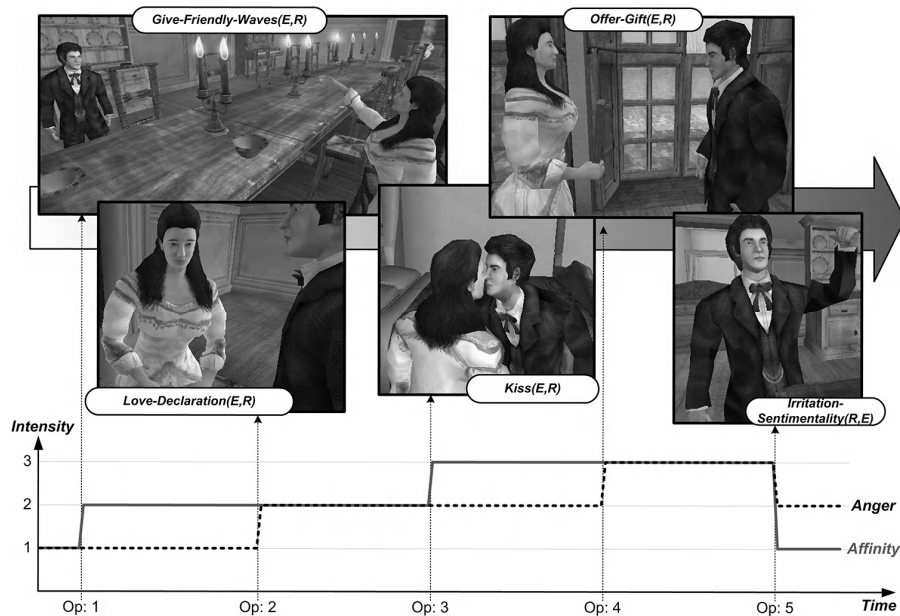 Give-Friendly-Waves(E,R)
Offer-Gift(E,R)
Love-Declaration(E,R)
Kiss(E,R)
Irritation-
Sentimentality(R,E)
Intensity
3
2
1
Anger
Affinity
Op: 1
Op: 2
Op: 3
Op: 4
Op: 5
Time